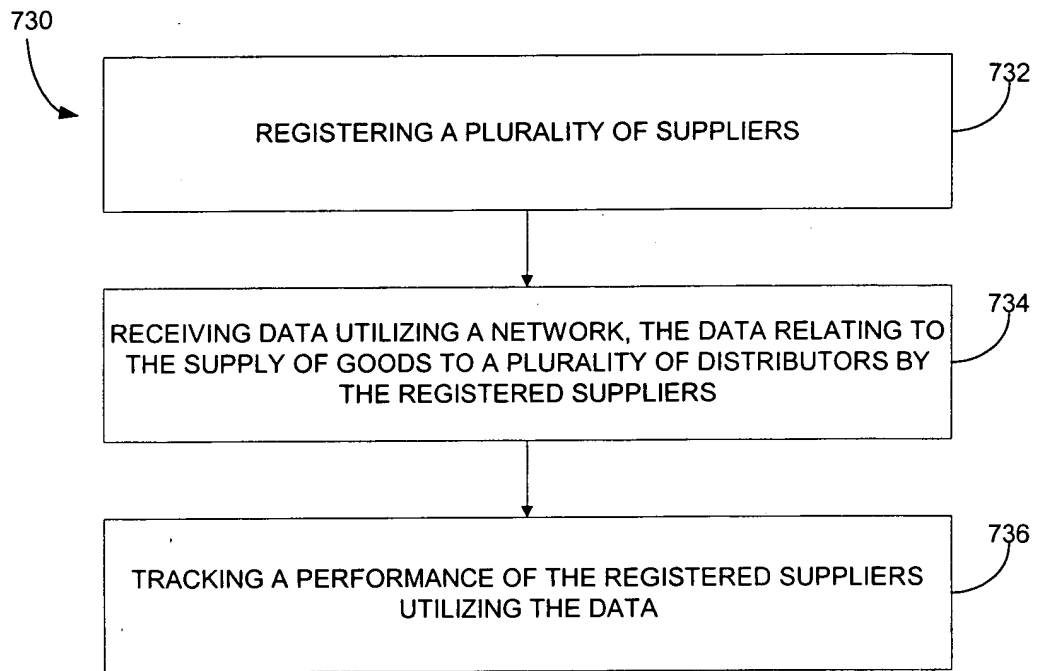 730
732
REGISTERING A PLURALITY OF SUPPLIERS
734
RECEIVING DATA UTILIZING A NETWORK, THE DATA RELATING TO
THE SUPPLY OF GOODS TO A PLURALITY OF DISTRIBUTORS BY
THE REGISTERED SUPPLIERS
736
TRACKING A PERFORMANCE OF THE REGISTERED SUPPLIERS
UTILIZING THE DATA